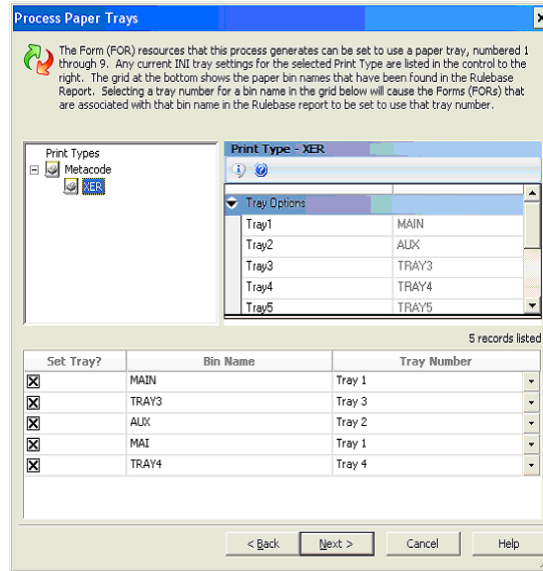 Process Paper Trays
The Form (FOR) resources that this process generates can be set to use a paper tray, numbered 1
through 9. Any current INI tray settings for the selected Print Type are listed in the control to the
right. The grid at the bottom shows the paper bin names that have been found in the Rulebase
Report. Selecting a tray number for a bin name in the grid below will cause the Forms (FORs) that
are associated with that bin name in the Rulebase report to be set to use that tray number.
Print Types
Metacode
XER
Print Type - XER
Tray Options
Tray1 MAIN
Tray2 AUX
Tray3 TRAY3
Tray4 TRAY4
Tray5 TRAY5
5 records listed
Set Tray? Bin Name Tray Number
MAIN Tray 1
TRAY3 Tray 3
AUX Tray 2
MAI Tray 1
TRAY4 Tray 4
< Back Next > Cancel Help